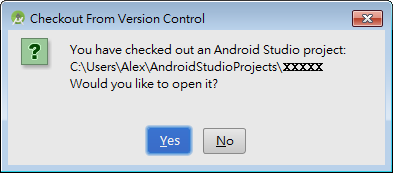 Checkout From Version Control
You have checked out an Android Studio project:
C:\Users\Alex\AndroidStudioProjects\XXXXX
Would you like to open it?
Yes
No